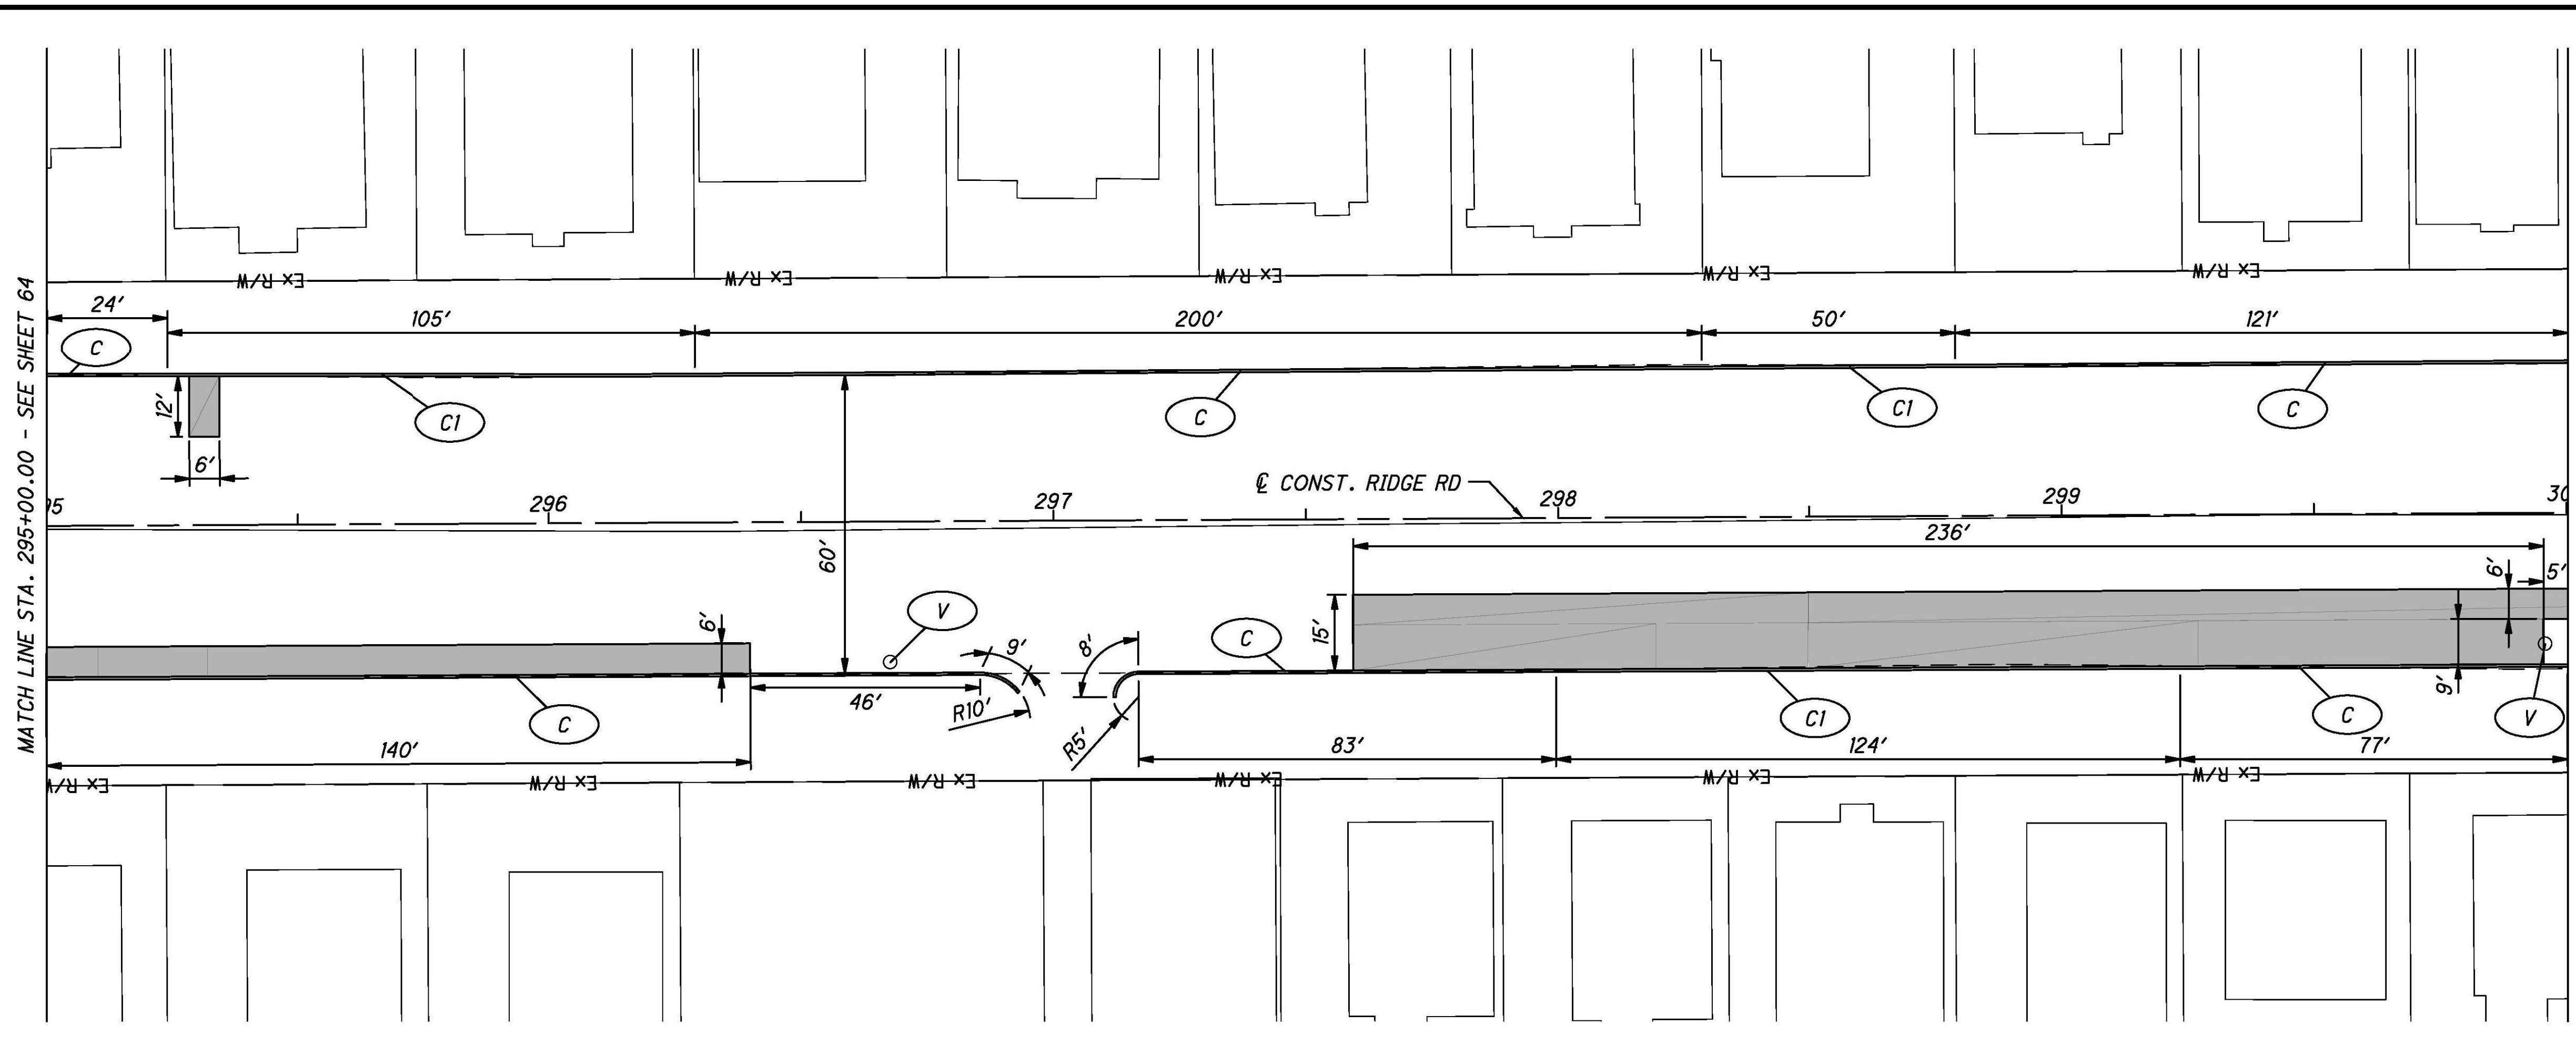 MATCH LINE STA. 295+00.00 - SEE SHEET 64
EX R/W EX R/W EX R/W EX R/W EX R/W
24'
105'
200'
50'
121'
C
C1
C
C1
C
12'
6'
℄ CONST. RIDGE RD
95
296
297
298
299
30
60'
236'
6'
5'
15'
9'
V
6'
V
9'
8'
C
46'
R10'
R5'
C
C1
C
140'
83'
124'
77'
EX R/W EX R/W EX R/W EX R/W EX R/W EX R/W